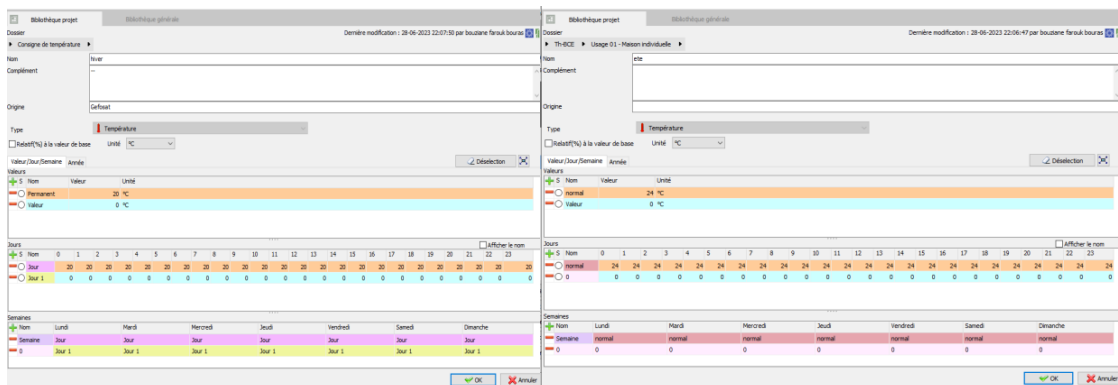 Bibliothèque projet Bibliothèque générale
Dossier Dernière modification : 28-06-2023 22:07:50 par bouziane farouk bouras
Consigne de température
Nom hiver
Complément --
Origine Gefosat
Type Température
Relatif(%) à la valeur de base Unité °C
Valeur/Jour/Semaine Année Déselection
Valeurs
S Nom Valeur Unité
Permanent 20 °C
Valeur 0 °C
Jours Afficher le nom
S Nom 0 1 2 3 4 5 6 7 8 9 10 11 12 13 14 15 16 17 18 19 20 21 22 23
Jour 20 20 20 20 20 20 20 20 20 20 20 20 20 20 20 20 20 20 20 20 20 20 20 20
Jour 1 0 0 0 0 0 0 0 0 0 0 0 0 0 0 0 0 0 0 0 0 0 0 0 0
Semaines
Nom Lundi Mardi Mercredi Jeudi Vendredi Samedi Dimanche
Semaine Jour Jour Jour Jour Jour Jour Jour
0 Jour 1 Jour 1 Jour 1 Jour 1 Jour 1 Jour 1 Jour 1
OK Annuler
Bibliothèque projet Bibliothèque générale
Dossier Dernière modification : 28-06-2023 22:06:47 par bouziane farouk bouras
Th-BCE Usage 01 - Maison individuelle
Nom ete
Complément
Origine
Type Température
Relatif(%) à la valeur de base Unité °C
Valeur/Jour/Semaine Année Déselection
Valeurs
S Nom Valeur Unité
normal 24 °C
Valeur 0 °C
Jours Afficher le nom
S Nom 0 1 2 3 4 5 6 7 8 9 10 11 12 13 14 15 16 17 18 19 20 21 22 23
normal 24 24 24 24 24 24 24 24 24 24 24 24 24 24 24 24 24 24 24 24 24 24 24 24
0 0 0 0 0 0 0 0 0 0 0 0 0 0 0 0 0 0 0 0 0 0 0 0 0
Semaines
Nom Lundi Mardi Mercredi Jeudi Vendredi Samedi Dimanche
Semaine normal normal normal normal normal normal normal
0 0 0 0 0 0 0 0
OK Annuler